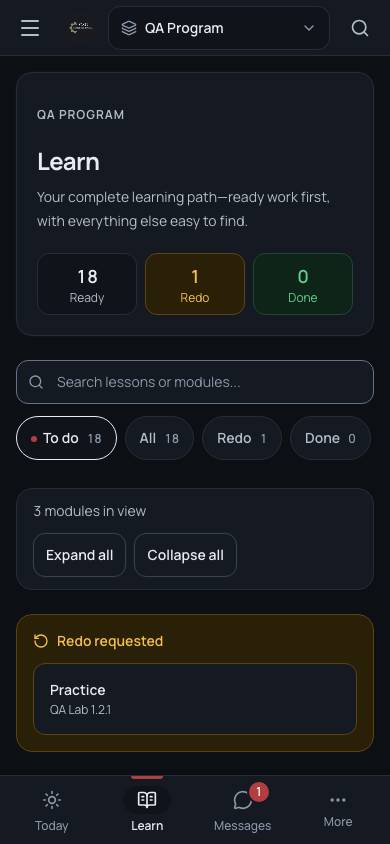 QA Program
QA PROGRAM
Learn
Your complete learning path—ready work first,
with everything else easy to find.
18
Ready
1
Redo
0
Done
Search lessons or modules...
To do 18
All 18
Redo 1
Done 0
3 modules in view
Expand all
Collapse all
Redo requested
Practice
QA Lab 1.2.1
Today
Learn
1
Messages
More